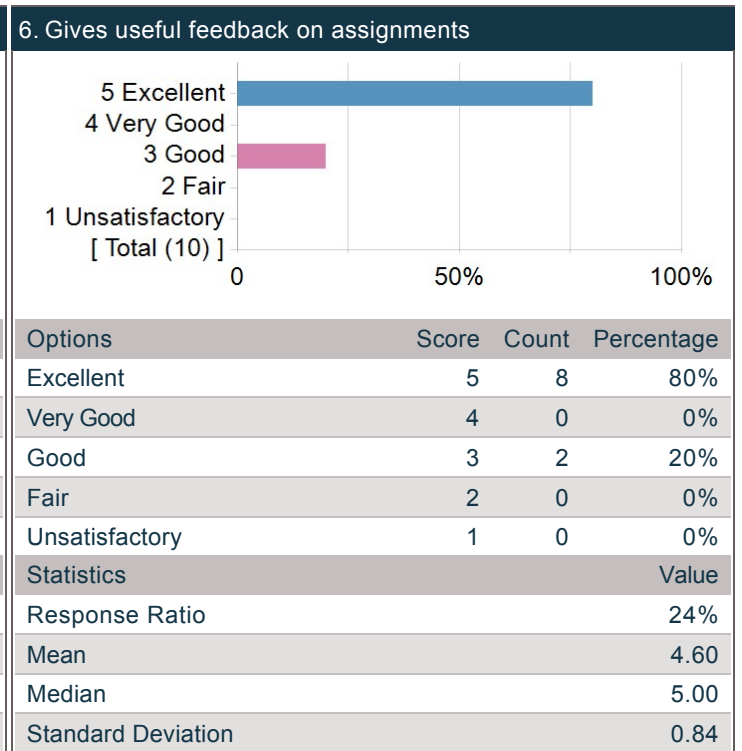 6. Gives useful feedback on assignments
5 Excellent
4 Very Good
3 Good
2 Fair
1 Unsatisfactory
[ Total (10) ]
0 50% 100%
Options Score Count Percentage
Excellent 5 8 80%
Very Good 4 0 0%
Good 3 2 20%
Fair 2 0 0%
Unsatisfactory 1 0 0%
Statistics Value
Response Ratio 24%
Mean 4.60
Median 5.00
Standard Deviation 0.84